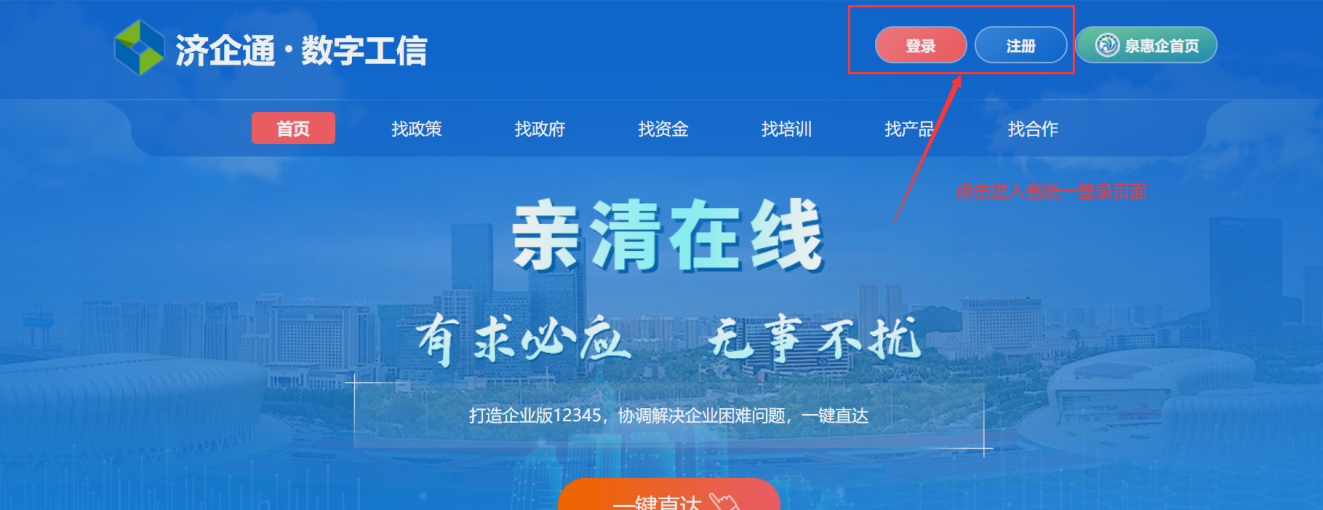 济企通·数字工信
登录
注册
泉惠企首页
首页
找政策
找政府
找资金
找培训
找产品
找合作
点击进入省统一登录页面
亲清在线
有求必应 无事不扰
打造企业版12345，协调解决企业困难问题，一键直达
一键直达